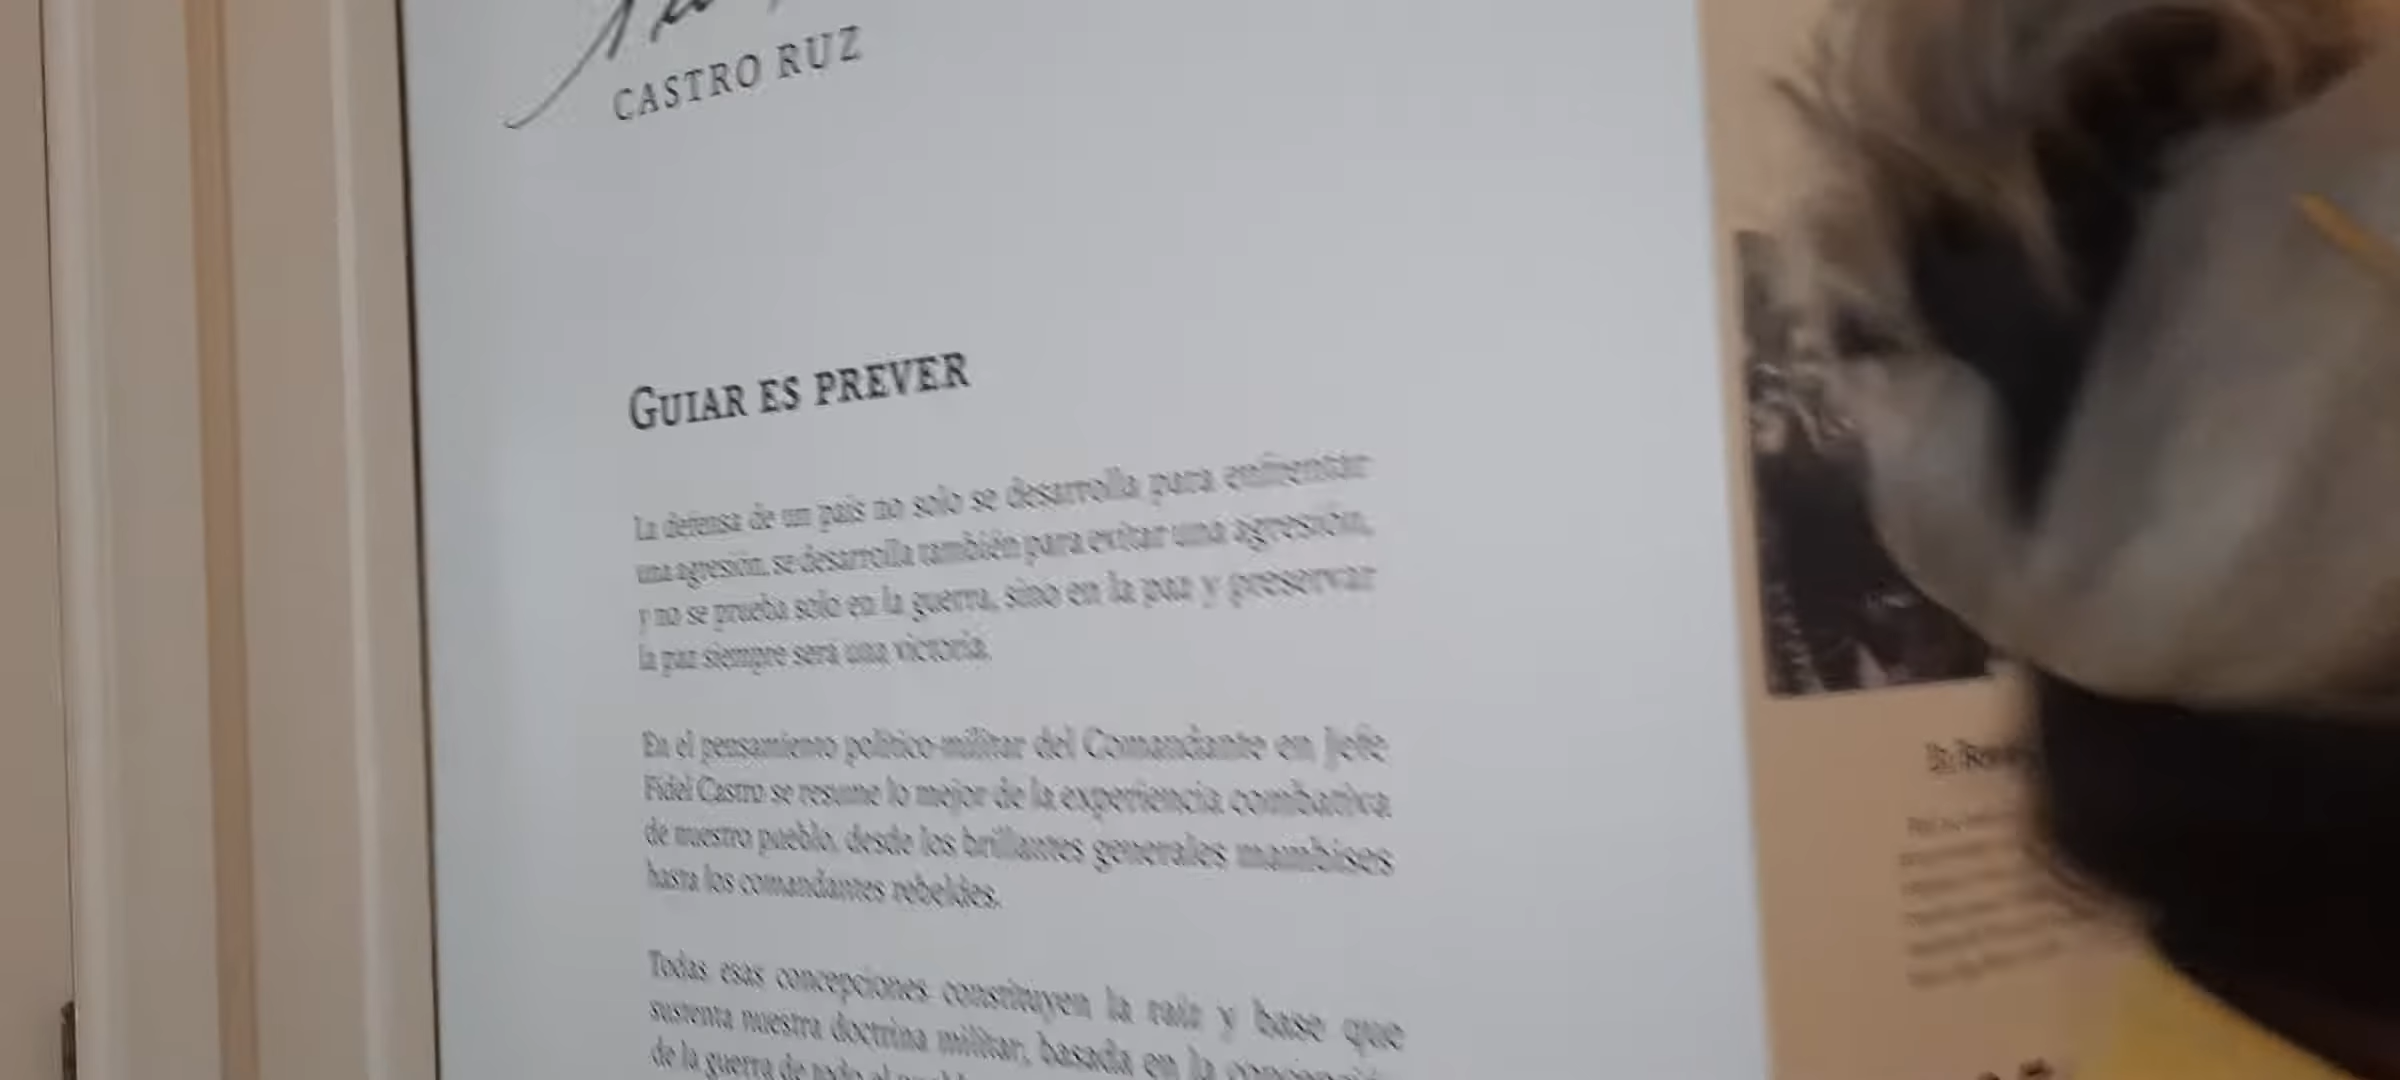 CASTRO RUZ
GUIAR ES PREVER
La defensa de un país no solo se desarrolla para enfrentar
una agresión, se desarrolla también para evitar una agresión,
y no se prueba solo en la guerra, sino en la paz y preservar
la paz siempre será una victoria.
En el pensamiento político-militar del Comandante en Jefe
Fidel Castro se resume lo mejor de la experiencia combativa
de nuestro pueblo, desde los brillantes generales mambises
hasta los comandantes rebeldes.
Todas esas concepciones constituyen la raíz y base que
sustenta nuestra doctrina militar, basada en la
de la guerra de todo el